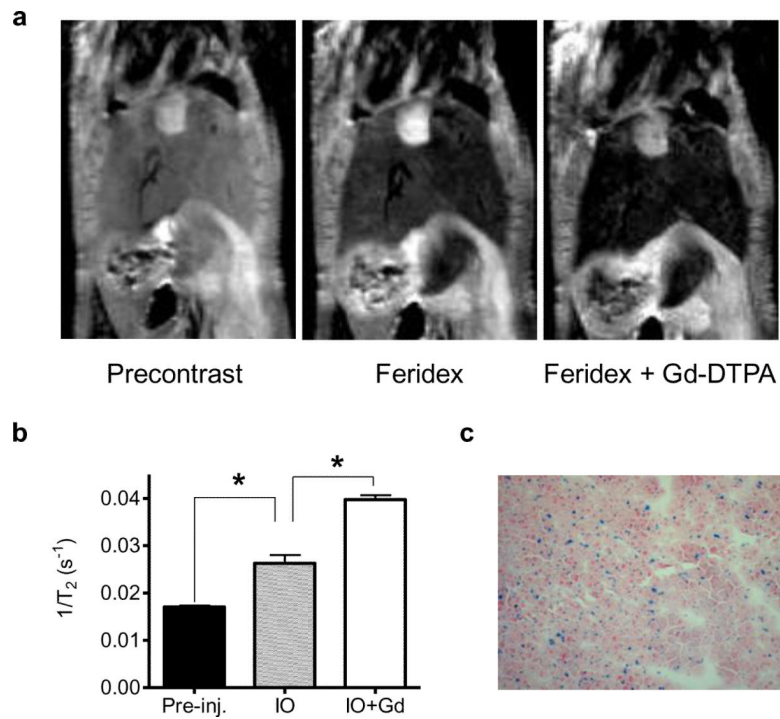 a
Precontrast
Feridex
Feridex + Gd-DTPA
b
1/T₂ (s⁻¹)
0.04
0.03
0.02
0.01
0.00
*
*
Pre-inj.
IO
IO+Gd
c